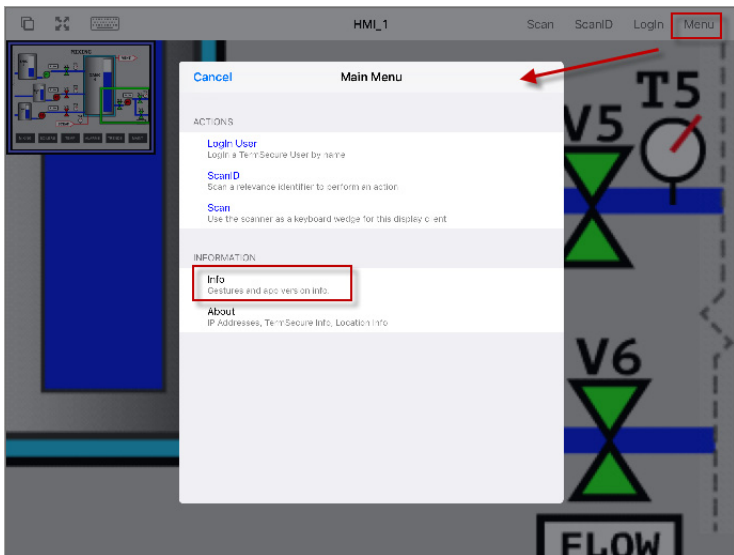 HMI_1
Scan ScanID LogIn Menu
MIXING
Cancel
Main Menu
ACTIONS
LogIn User
LogIn a TermSecure User by name
ScanID
Scan a relevance identifier to perform an action
Scan
Use the scanner as a keyboard wedge for this display client
INFORMATION
Info
Gestures and app version info.
About
IP Addresses, TermSecure Info, Location Info
T5
V5
V6
FLOW